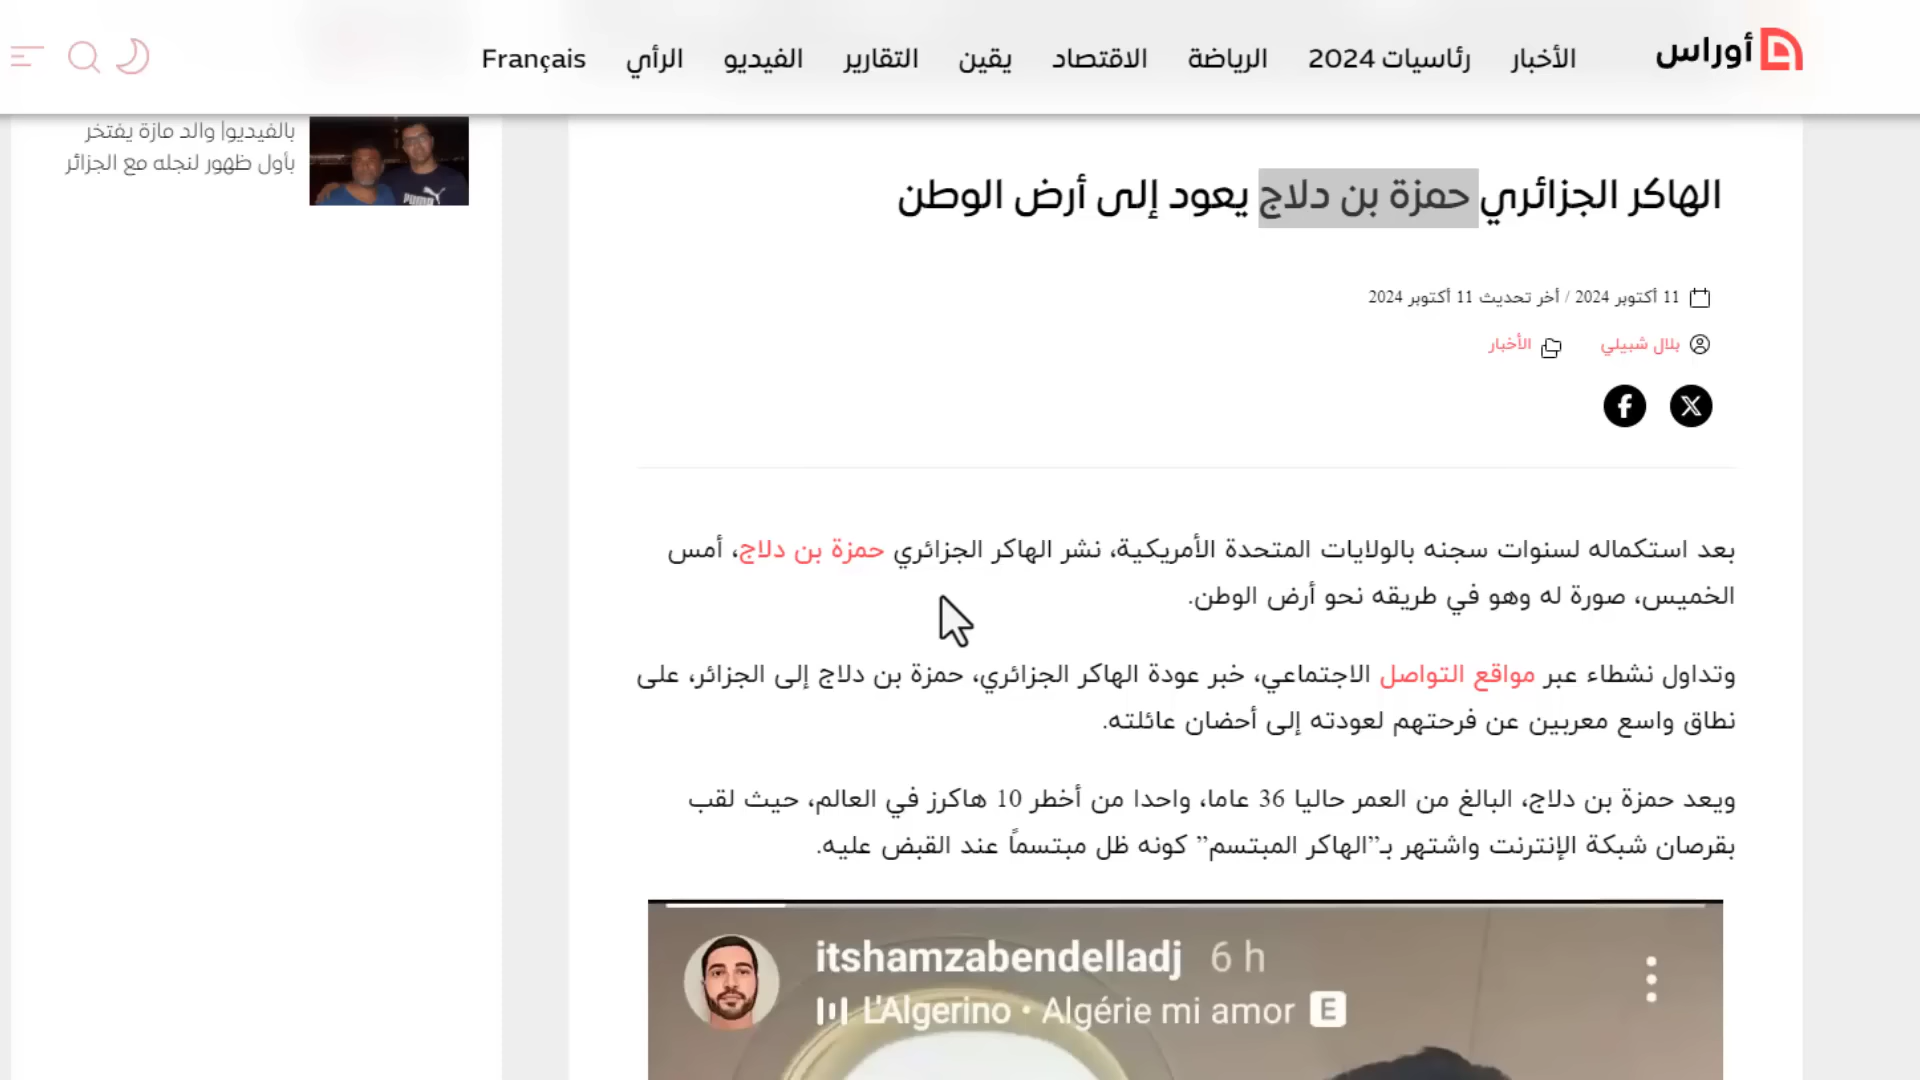 أوراس
الأخبار رئاسيات 2024 الرياضة الاقتصاد يقين التقارير الفيديو الرأي Français
الهاكر الجزائري حمزة بن دلاج يعود إلى أرض الوطن
11 أكتوبر 2024 / أخر تحديث 11 أكتوبر 2024
بلال شبيلي الأخبار
بعد استكماله لسنوات سجنه بالولايات المتحدة الأمريكية، نشر الهاكر الجزائري حمزة بن دلاج، أمس
الخميس، صورة له وهو في طريقه نحو أرض الوطن.
وتداول نشطاء عبر مواقع التواصل الاجتماعي، خبر عودة الهاكر الجزائري، حمزة بن دلاج إلى الجزائر، على
نطاق واسع معربين عن فرحتهم لعودته إلى أحضان عائلته.
ويعد حمزة بن دلاج، البالغ من العمر حاليا 36 عاما، واحدا من أخطر 10 هاكرز في العالم، حيث لقب
بقرصان شبكة الإنترنت واشتهر بـ”الهاكر المبتسم” كونه ظل مبتسماً عند القبض عليه.
itshamzabendelladj 6 h
L'Algerino • Algérie mi amor E
بالفيديو| والد مازة يفتخر
بأول ظهور لنجله مع الجزائر
PUMA